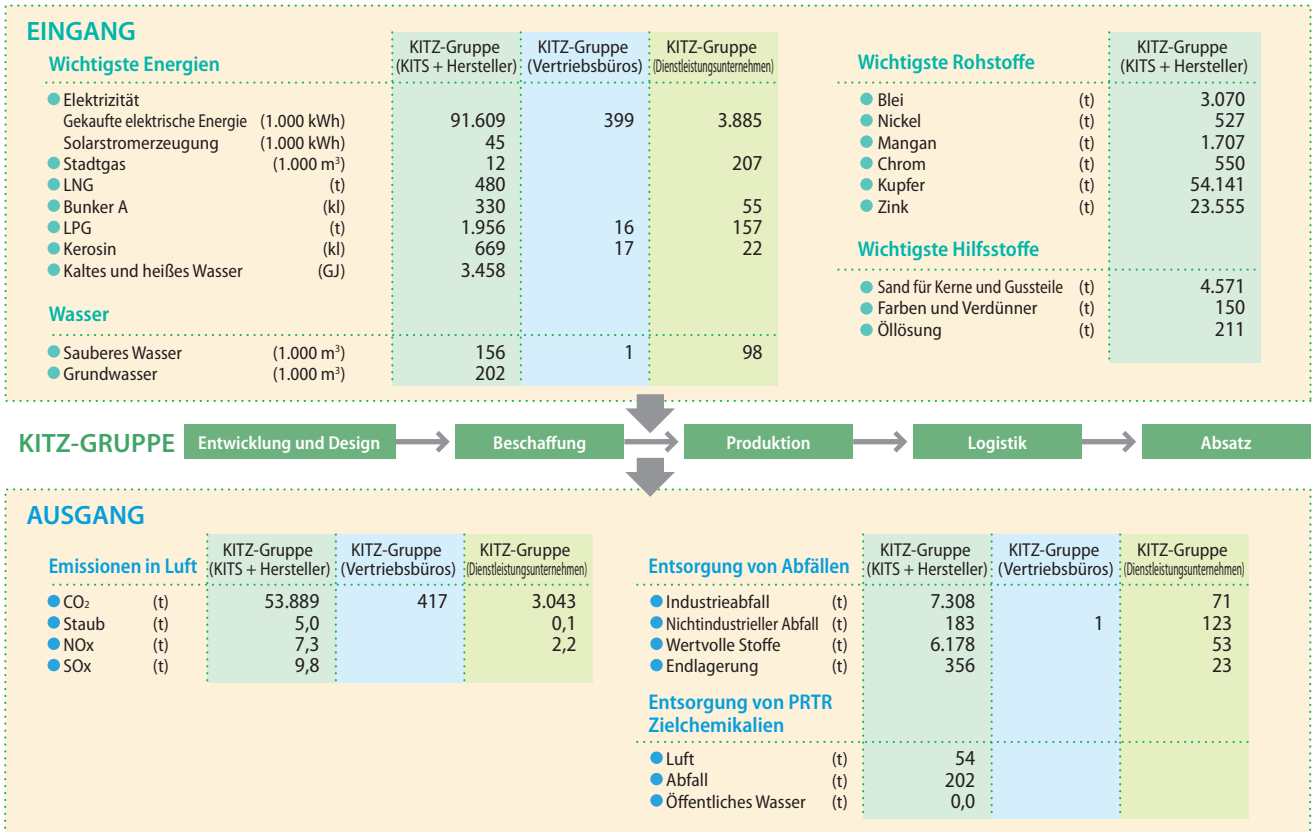 EINGANG
Wichtigste Energien
KITZ-Gruppe (KITS + Hersteller)
KITZ-Gruppe (Vertriebsbüros)
KITZ-Gruppe (Dienstleistungsunternehmen)
Elektrizität
Gekaufte elektrische Energie (1.000 kWh) 91.609 399 3.885
Solarstromerzeugung (1.000 kWh) 45
Stadtgas (1.000 m³) 12 207
LNG (t) 480
Bunker A (kl) 330 55
LPG (t) 1.956 16 157
Kerosin (kl) 669 17 22
Kaltes und heißes Wasser (GJ) 3.458
Wasser
Sauberes Wasser (1.000 m³) 156 1 98
Grundwasser (1.000 m³) 202
Wichtigste Rohstoffe
KITZ-Gruppe (KITS + Hersteller)
Blei (t) 3.070
Nickel (t) 527
Mangan (t) 1.707
Chrom (t) 550
Kupfer (t) 54.141
Zink (t) 23.555
Wichtigste Hilfsstoffe
Sand für Kerne und Gussteile (t) 4.571
Farben und Verdünner (t) 150
Öllösung (t) 211
KITZ-GRUPPE Entwicklung und Design Beschaffung Produktion Logistik Absatz
AUSGANG
Emissionen in Luft
KITZ-Gruppe (KITS + Hersteller)
KITZ-Gruppe (Vertriebsbüros)
KITZ-Gruppe (Dienstleistungsunternehmen)
CO₂ (t) 53.889 417 3.043
Staub (t) 5,0 0,1
NOx (t) 7,3 2,2
SOx (t) 9,8
Entsorgung von Abfällen
KITZ-Gruppe (KITS + Hersteller)
KITZ-Gruppe (Vertriebsbüros)
KITZ-Gruppe (Dienstleistungsunternehmen)
Industrieabfall (t) 7.308 71
Nichtindustrieller Abfall (t) 183 1 123
Wertvolle Stoffe (t) 6.178 53
Endlagerung (t) 356 23
Entsorgung von PRTR
Zielchemikalien
Luft (t) 54
Abfall (t) 202
Öffentliches Wasser (t) 0,0